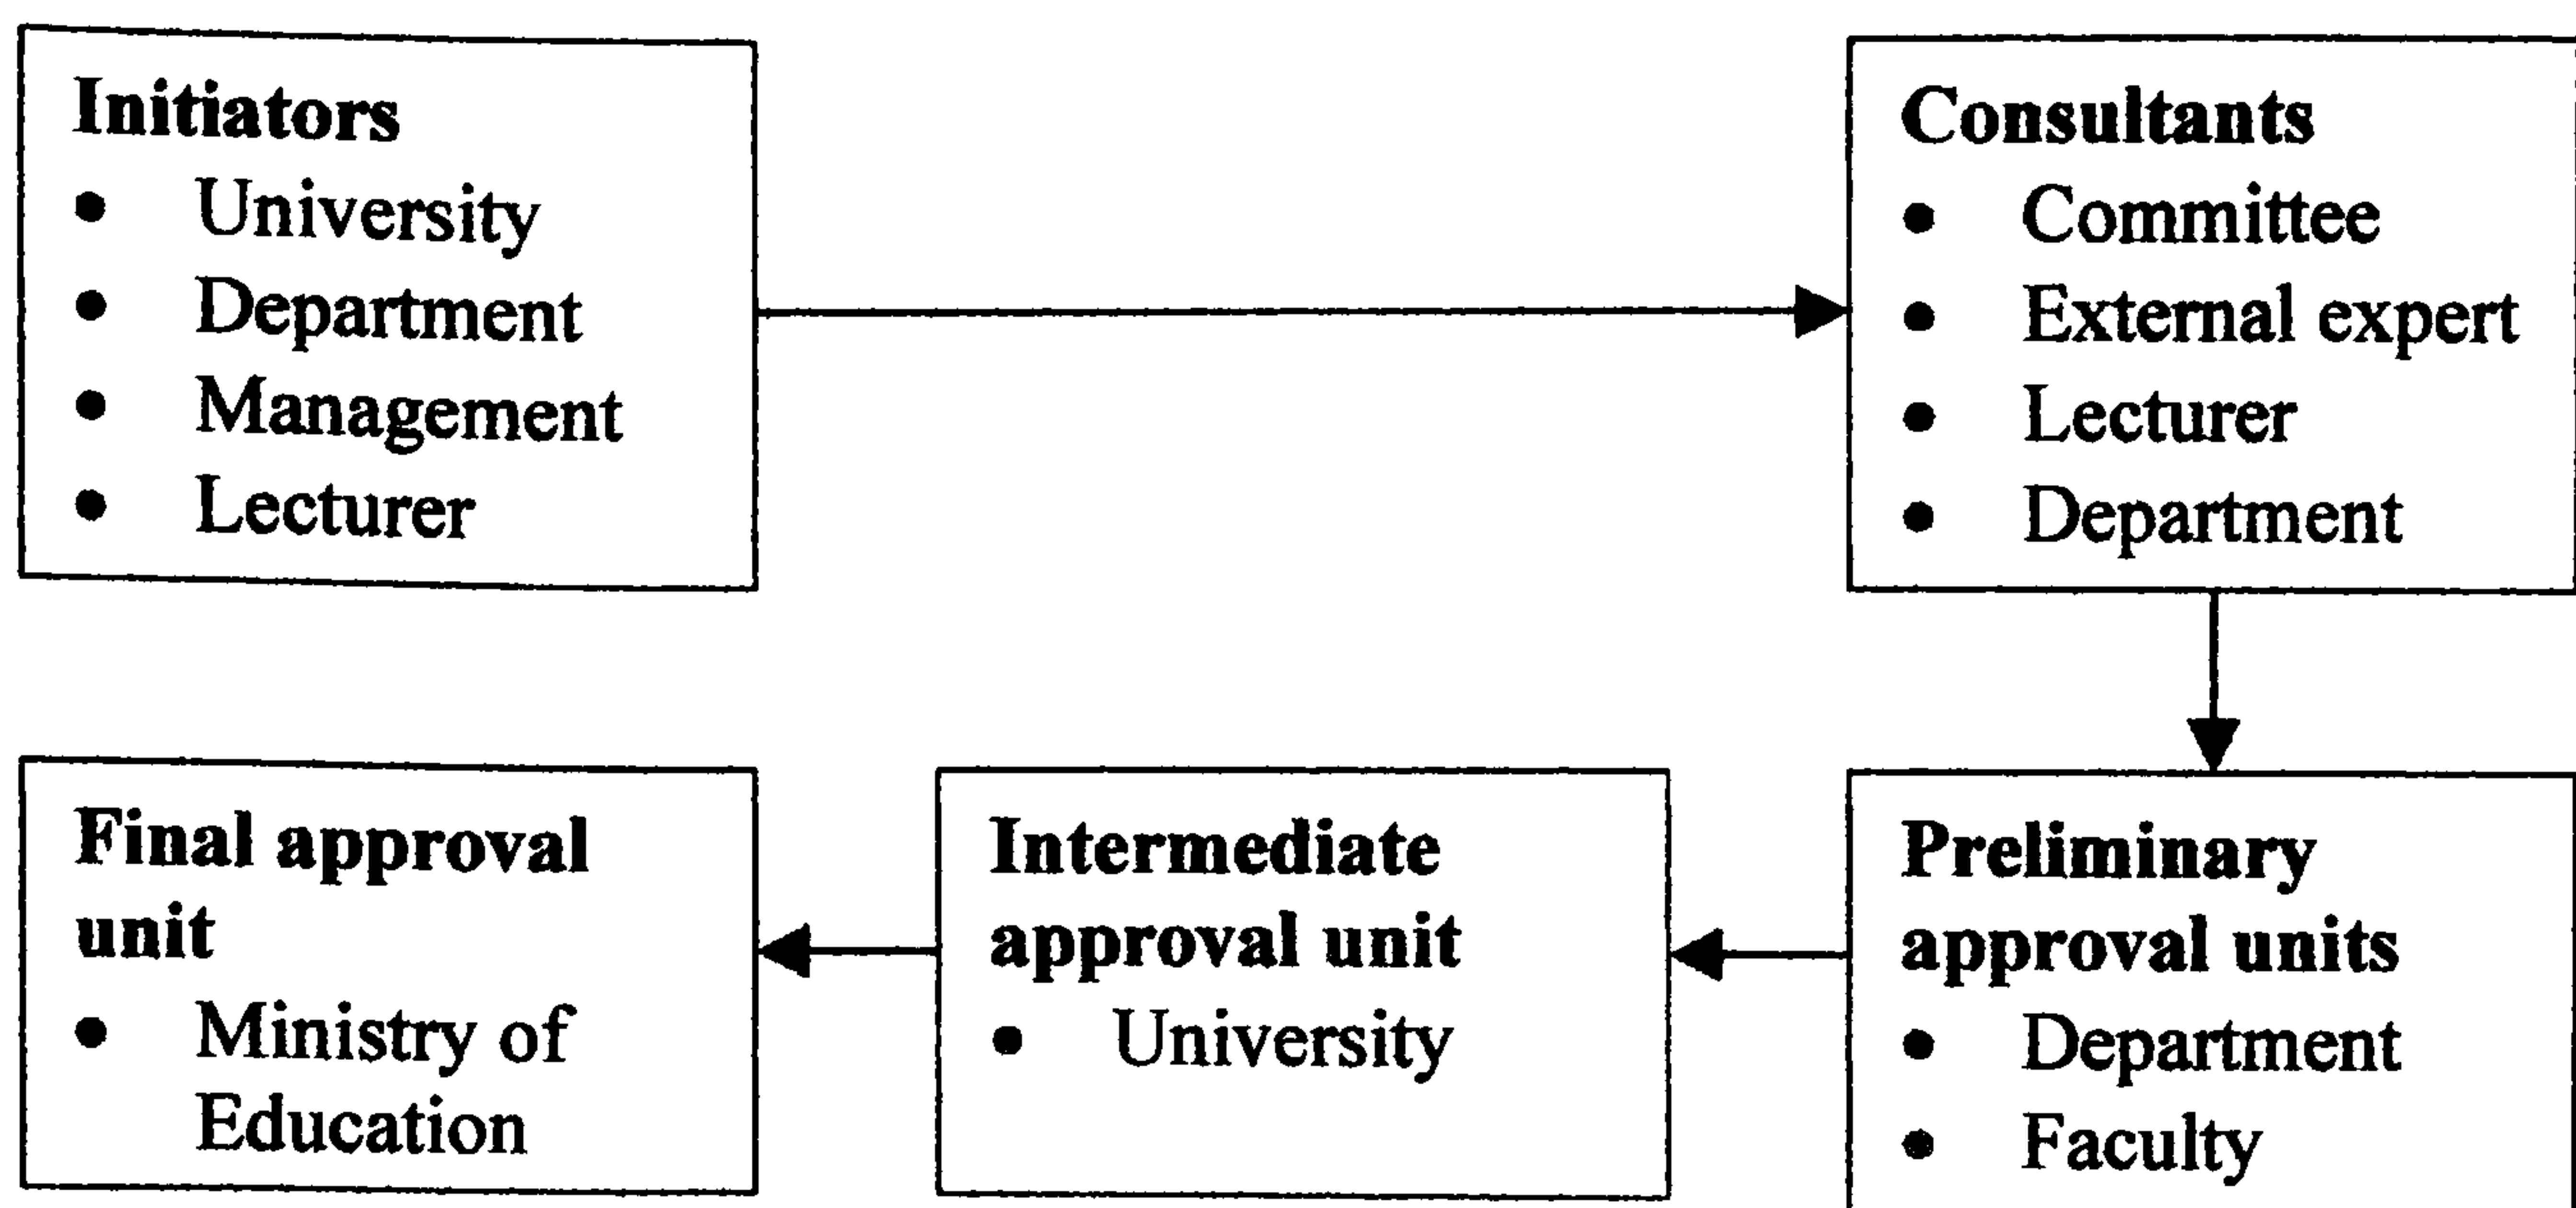 Initiators
• University
• Department
• Management
• Lecturer
Consultants
• Committee
• External expert
• Lecturer
• Department
Preliminary
approval units
• Department
• Faculty
Intermediate
approval unit
• University
Final approval
unit
• Ministry of
Education